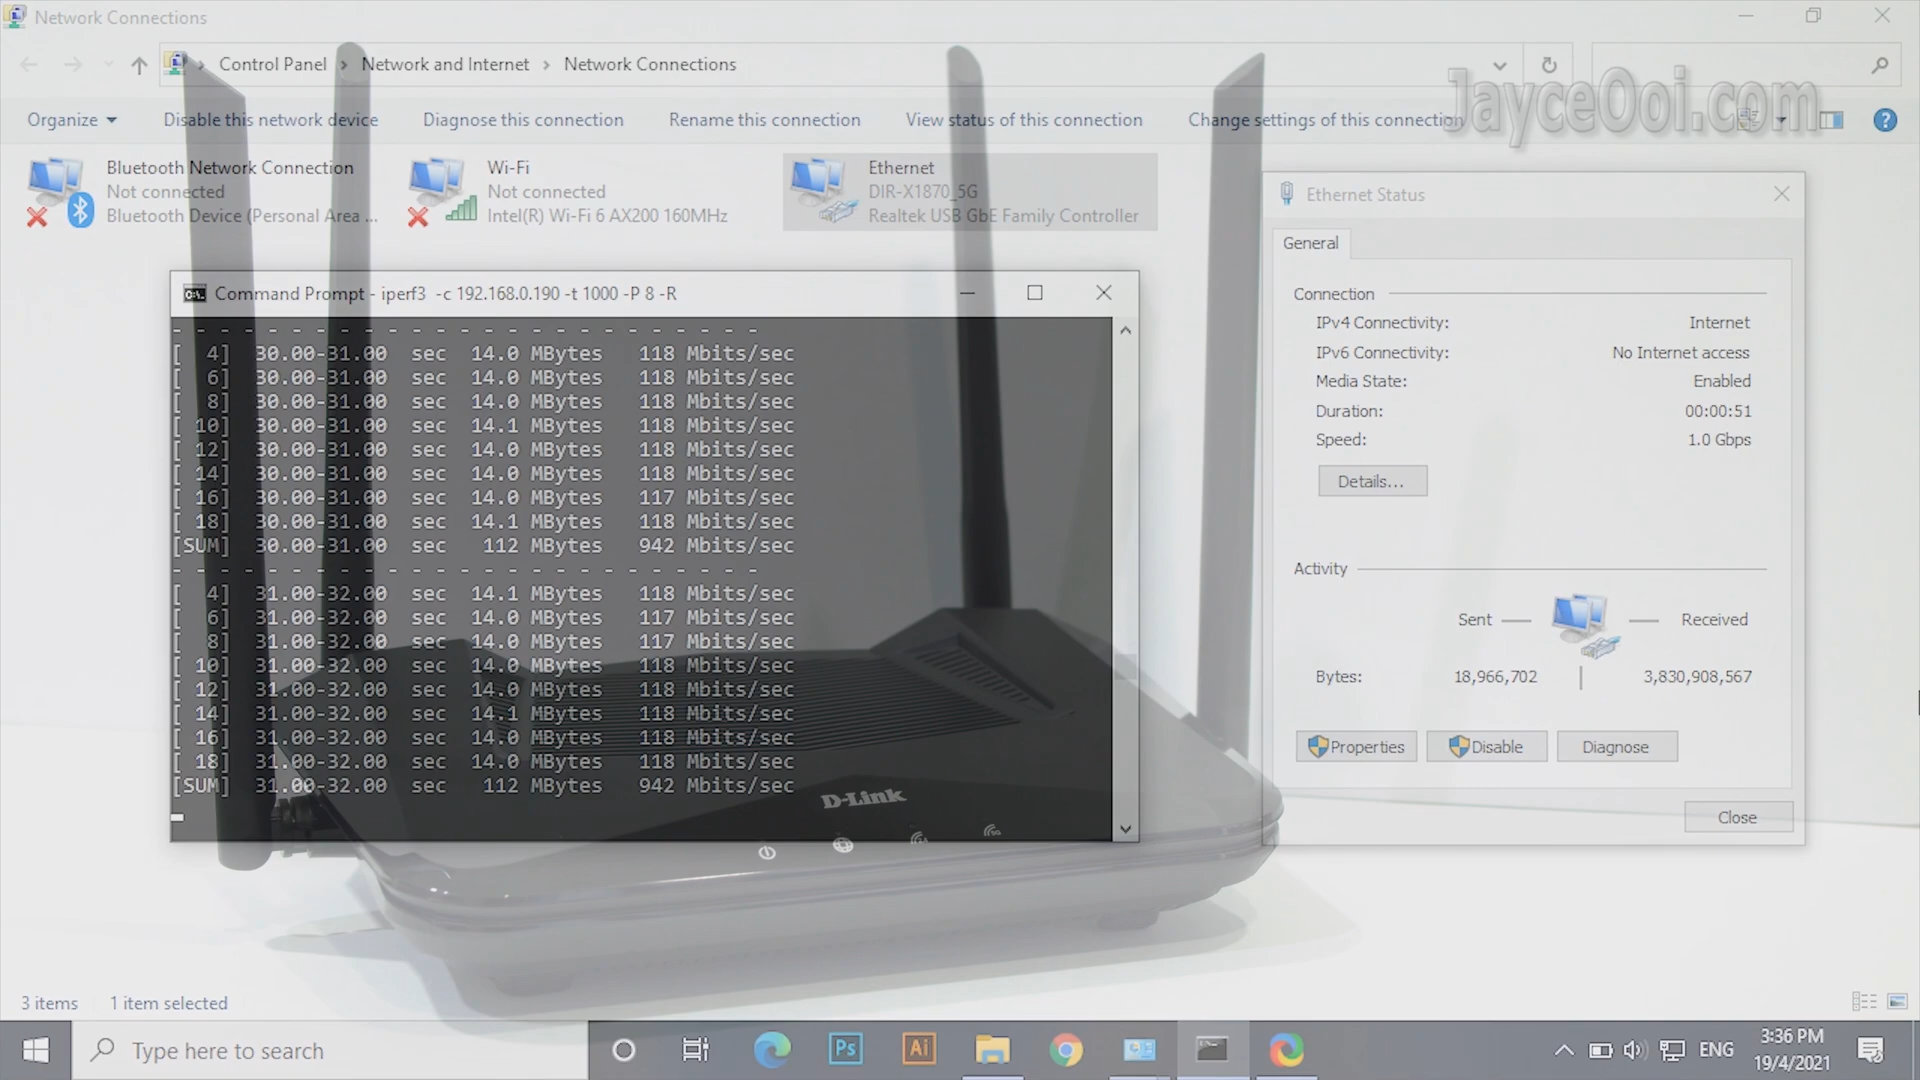 Network Connections
Control Panel > Network and Internet > Network Connections
JayceOoi.com
Organize Disable this network device Diagnose this connection Rename this connection View status of this connection Change settings of this connection
Bluetooth Network Connection
Not connected
Bluetooth Device (Personal Area ...
Wi-Fi
Not connected
Intel(R) Wi-Fi 6 AX200 160MHz
Ethernet
DIR-X1870_5G
Realtek USB GbE Family Controller
Command Prompt - iperf3 -c 192.168.0.190 -t 1000 -P 8 -R
- - - - - - - - - - - - - - - - - - - - - - - - -
[ 4] 30.00-31.00 sec 14.0 MBytes 118 Mbits/sec
[ 6] 30.00-31.00 sec 14.0 MBytes 118 Mbits/sec
[ 8] 30.00-31.00 sec 14.0 MBytes 118 Mbits/sec
[ 10] 30.00-31.00 sec 14.1 MBytes 118 Mbits/sec
[ 12] 30.00-31.00 sec 14.0 MBytes 118 Mbits/sec
[ 14] 30.00-31.00 sec 14.0 MBytes 118 Mbits/sec
[ 16] 30.00-31.00 sec 14.0 MBytes 117 Mbits/sec
[ 18] 30.00-31.00 sec 14.1 MBytes 118 Mbits/sec
[SUM] 30.00-31.00 sec 112 MBytes 942 Mbits/sec
- - - - - - - - - - - - - - - - - - - - - - - - -
[ 4] 31.00-32.00 sec 14.1 MBytes 118 Mbits/sec
[ 6] 31.00-32.00 sec 14.0 MBytes 117 Mbits/sec
[ 8] 31.00-32.00 sec 14.0 MBytes 117 Mbits/sec
[ 10] 31.00-32.00 sec 14.0 MBytes 118 Mbits/sec
[ 12] 31.00-32.00 sec 14.0 MBytes 118 Mbits/sec
[ 14] 31.00-32.00 sec 14.1 MBytes 118 Mbits/sec
[ 16] 31.00-32.00 sec 14.0 MBytes 118 Mbits/sec
[ 18] 31.00-32.00 sec 14.0 MBytes 118 Mbits/sec
[SUM] 31.00-32.00 sec 112 MBytes 942 Mbits/sec
D-Link
Ethernet Status
General
Connection
IPv4 Connectivity: Internet
IPv6 Connectivity: No Internet access
Media State: Enabled
Duration: 00:00:51
Speed: 1.0 Gbps
Details...
Activity
Sent Received
Bytes: 18,966,702 3,830,908,567
Properties Disable Diagnose
Close
3 items 1 item selected
Type here to search
Ps Ai
ENG
3:36 PM
19/4/2021